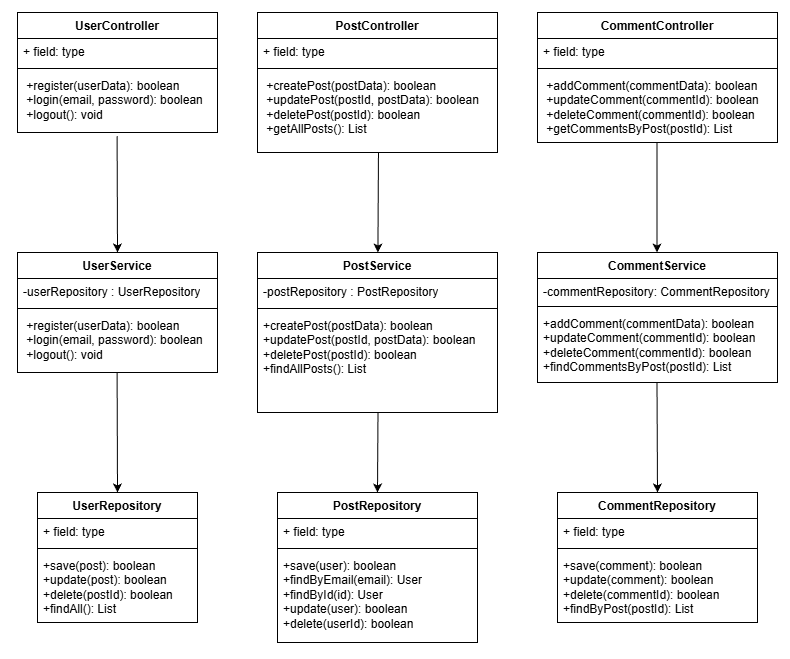 UserController
+ field: type
+register(userData): boolean
+login(email, password): boolean
+logout(): void
PostController
+ field: type
+createPost(postData): boolean
+updatePost(postId, postData): boolean
+deletePost(postId): boolean
+getAllPosts(): List
CommentController
+ field: type
+addComment(commentData): boolean
+updateComment(commentId): boolean
+deleteComment(commentId): boolean
+getCommentsByPost(postId): List
UserService
-userRepository : UserRepository
+register(userData): boolean
+login(email, password): boolean
+logout(): void
PostService
-postRepository : PostRepository
+createPost(postData): boolean
+updatePost(postId, postData): boolean
+deletePost(postId): boolean
+findAllPosts(): List
CommentService
-commentRepository: CommentRepository
+addComment(commentData): boolean
+updateComment(commentId): boolean
+deleteComment(commentId): boolean
+findCommentsByPost(postId): List
UserRepository
+ field: type
+save(post): boolean
+update(post): boolean
+delete(postId): boolean
+findAll(): List
PostRepository
+ field: type
+save(user): boolean
+findByEmail(email): User
+findById(id): User
+update(user): boolean
+delete(userId): boolean
CommentRepository
+ field: type
+save(comment): boolean
+update(comment): boolean
+delete(commentId): boolean
+findByPost(postId): List